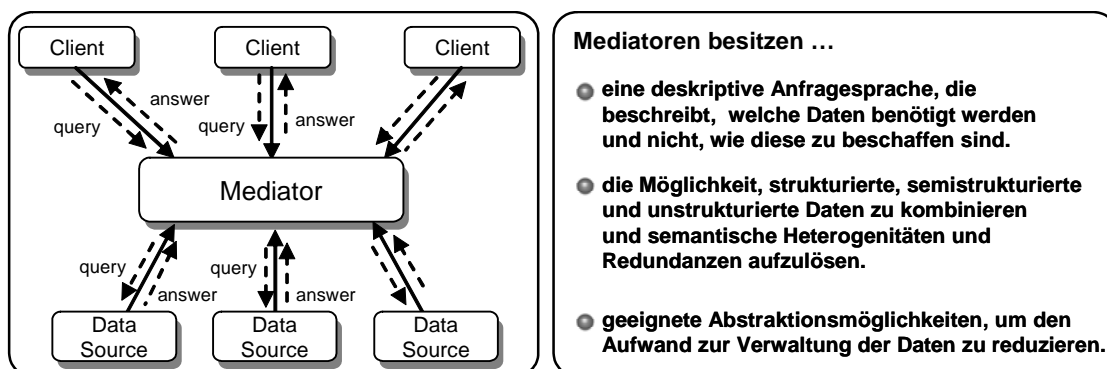 Client
Client
Client
answer
query
query
answer
Mediator
query
answer
query
answer
Data
Source
Data
Source
Data
Source
Mediatoren besitzen …
eine deskriptive Anfragesprache, die
beschreibt, welche Daten benötigt werden
und nicht, wie diese zu beschaffen sind.
die Möglichkeit, strukturierte, semistrukturierte
und unstrukturierte Daten zu kombinieren
und semantische Heterogenitäten und
Redundanzen aufzulösen.
geeignete Abstraktionsmöglichkeiten, um den
Aufwand zur Verwaltung der Daten zu reduzieren.